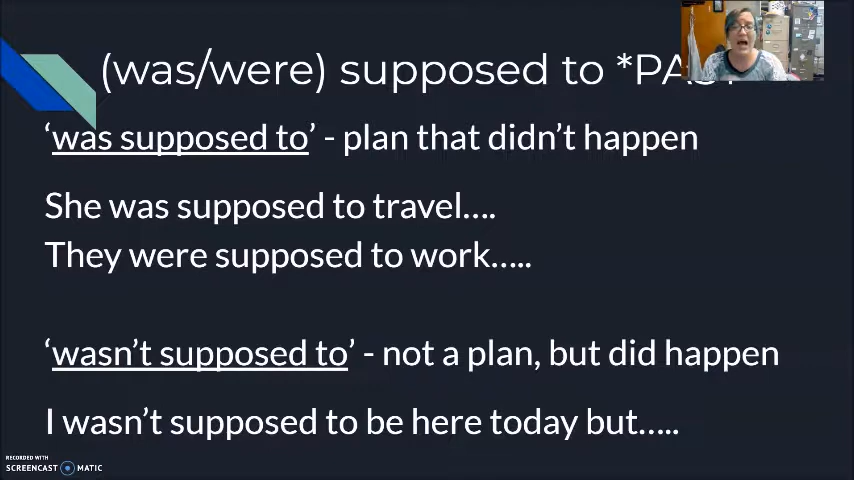 (was/were) supposed to
‘was supposed to’ - plan that didn’t happen
She was supposed to travel….
They were supposed to work…..
‘wasn’t supposed to’ - not a plan, but did happen
I wasn’t supposed to be here today but…..
RECORDED WITH
SCREENCAST MATIC